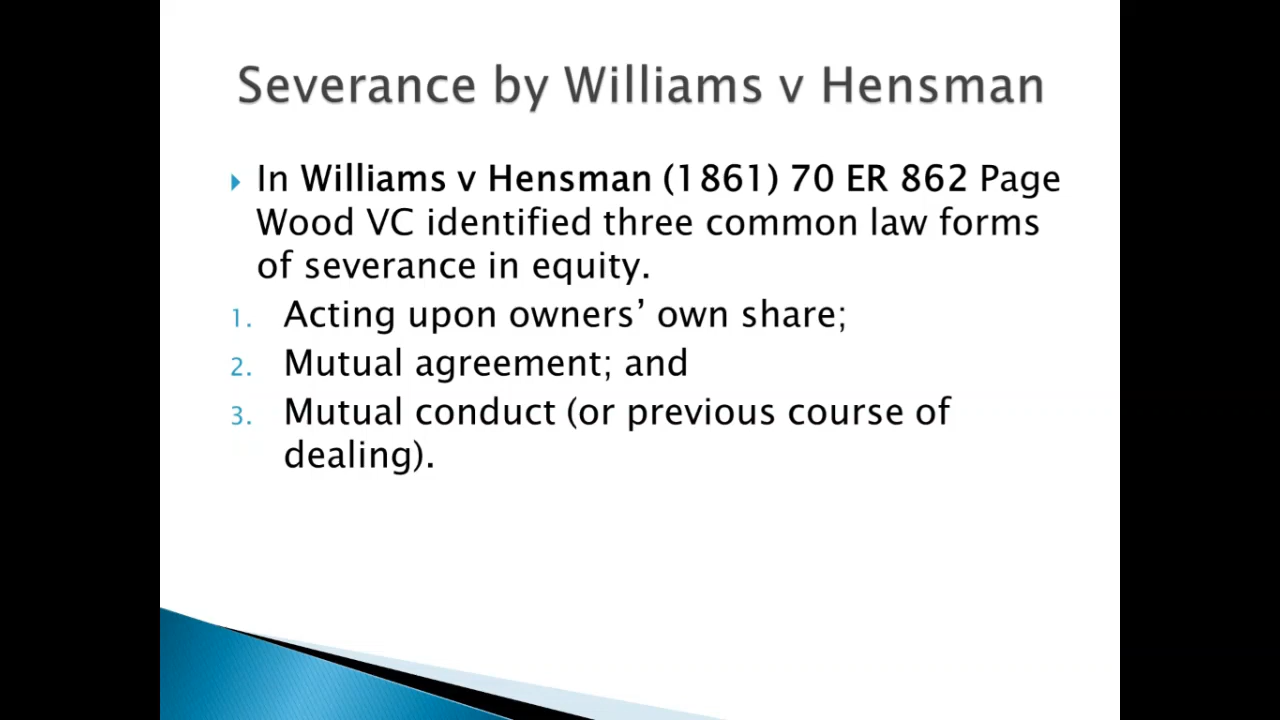 Severance by Williams v Hensman
In Williams v Hensman (1861) 70 ER 862 Page
Wood VC identified three common law forms
of severance in equity.
1. Acting upon owners’ own share;
2. Mutual agreement; and
3. Mutual conduct (or previous course of
dealing).